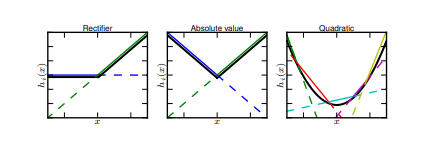 Rectifier
Absolute value
Quadratic
h_i(x)
x
h_i(x)
x
h_i(x)
x